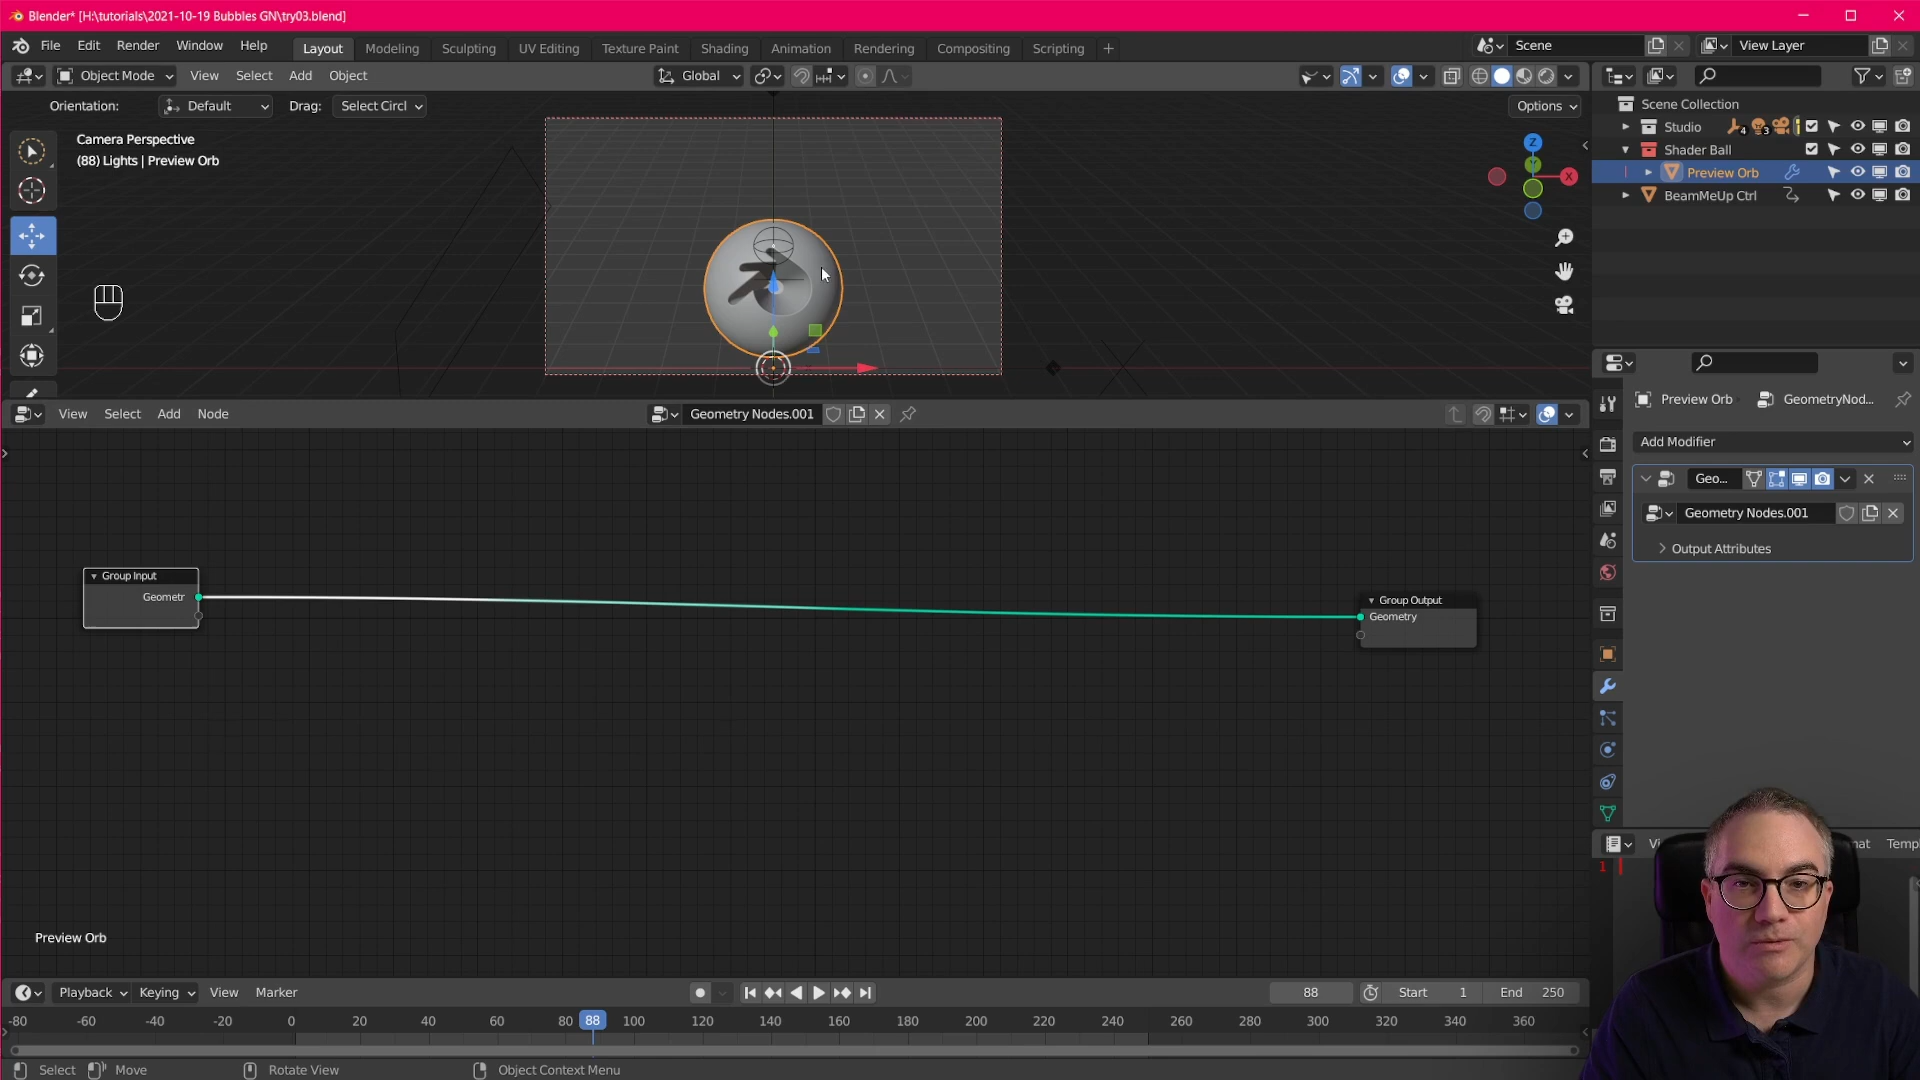 Blender* [H:\tutorials\2021-10-19 Bubbles GN\try03.blend]
File Edit Render Window Help Layout Modeling Sculpting UV Editing Texture Paint Shading Animation Rendering Compositing Scripting + Scene View Layer
Object Mode View Select Add Object Global
Orientation: Default Drag: Select Circl Options
Camera Perspective
(88) Lights | Preview Orb
Z
Y
X
Scene Collection
Studio 4 3
Shader Ball
Preview Orb
BeamMeUp Ctrl
View Select Add Node Geometry Nodes.001
Preview Orb GeometryNod...
Add Modifier
Geo...
Geometry Nodes.001
Output Attributes
Group Input
Geometr
Group Output
Geometry
Preview Orb
Vi
nat Templ
1
Playback Keying View Marker 88 Start 1 End 250
-80 -60 -40 -20 0 20 40 60 80 88 100 120 140 160 180 200 220 240 260 280 300 320 340 360
Select Move Rotate View Object Context Menu